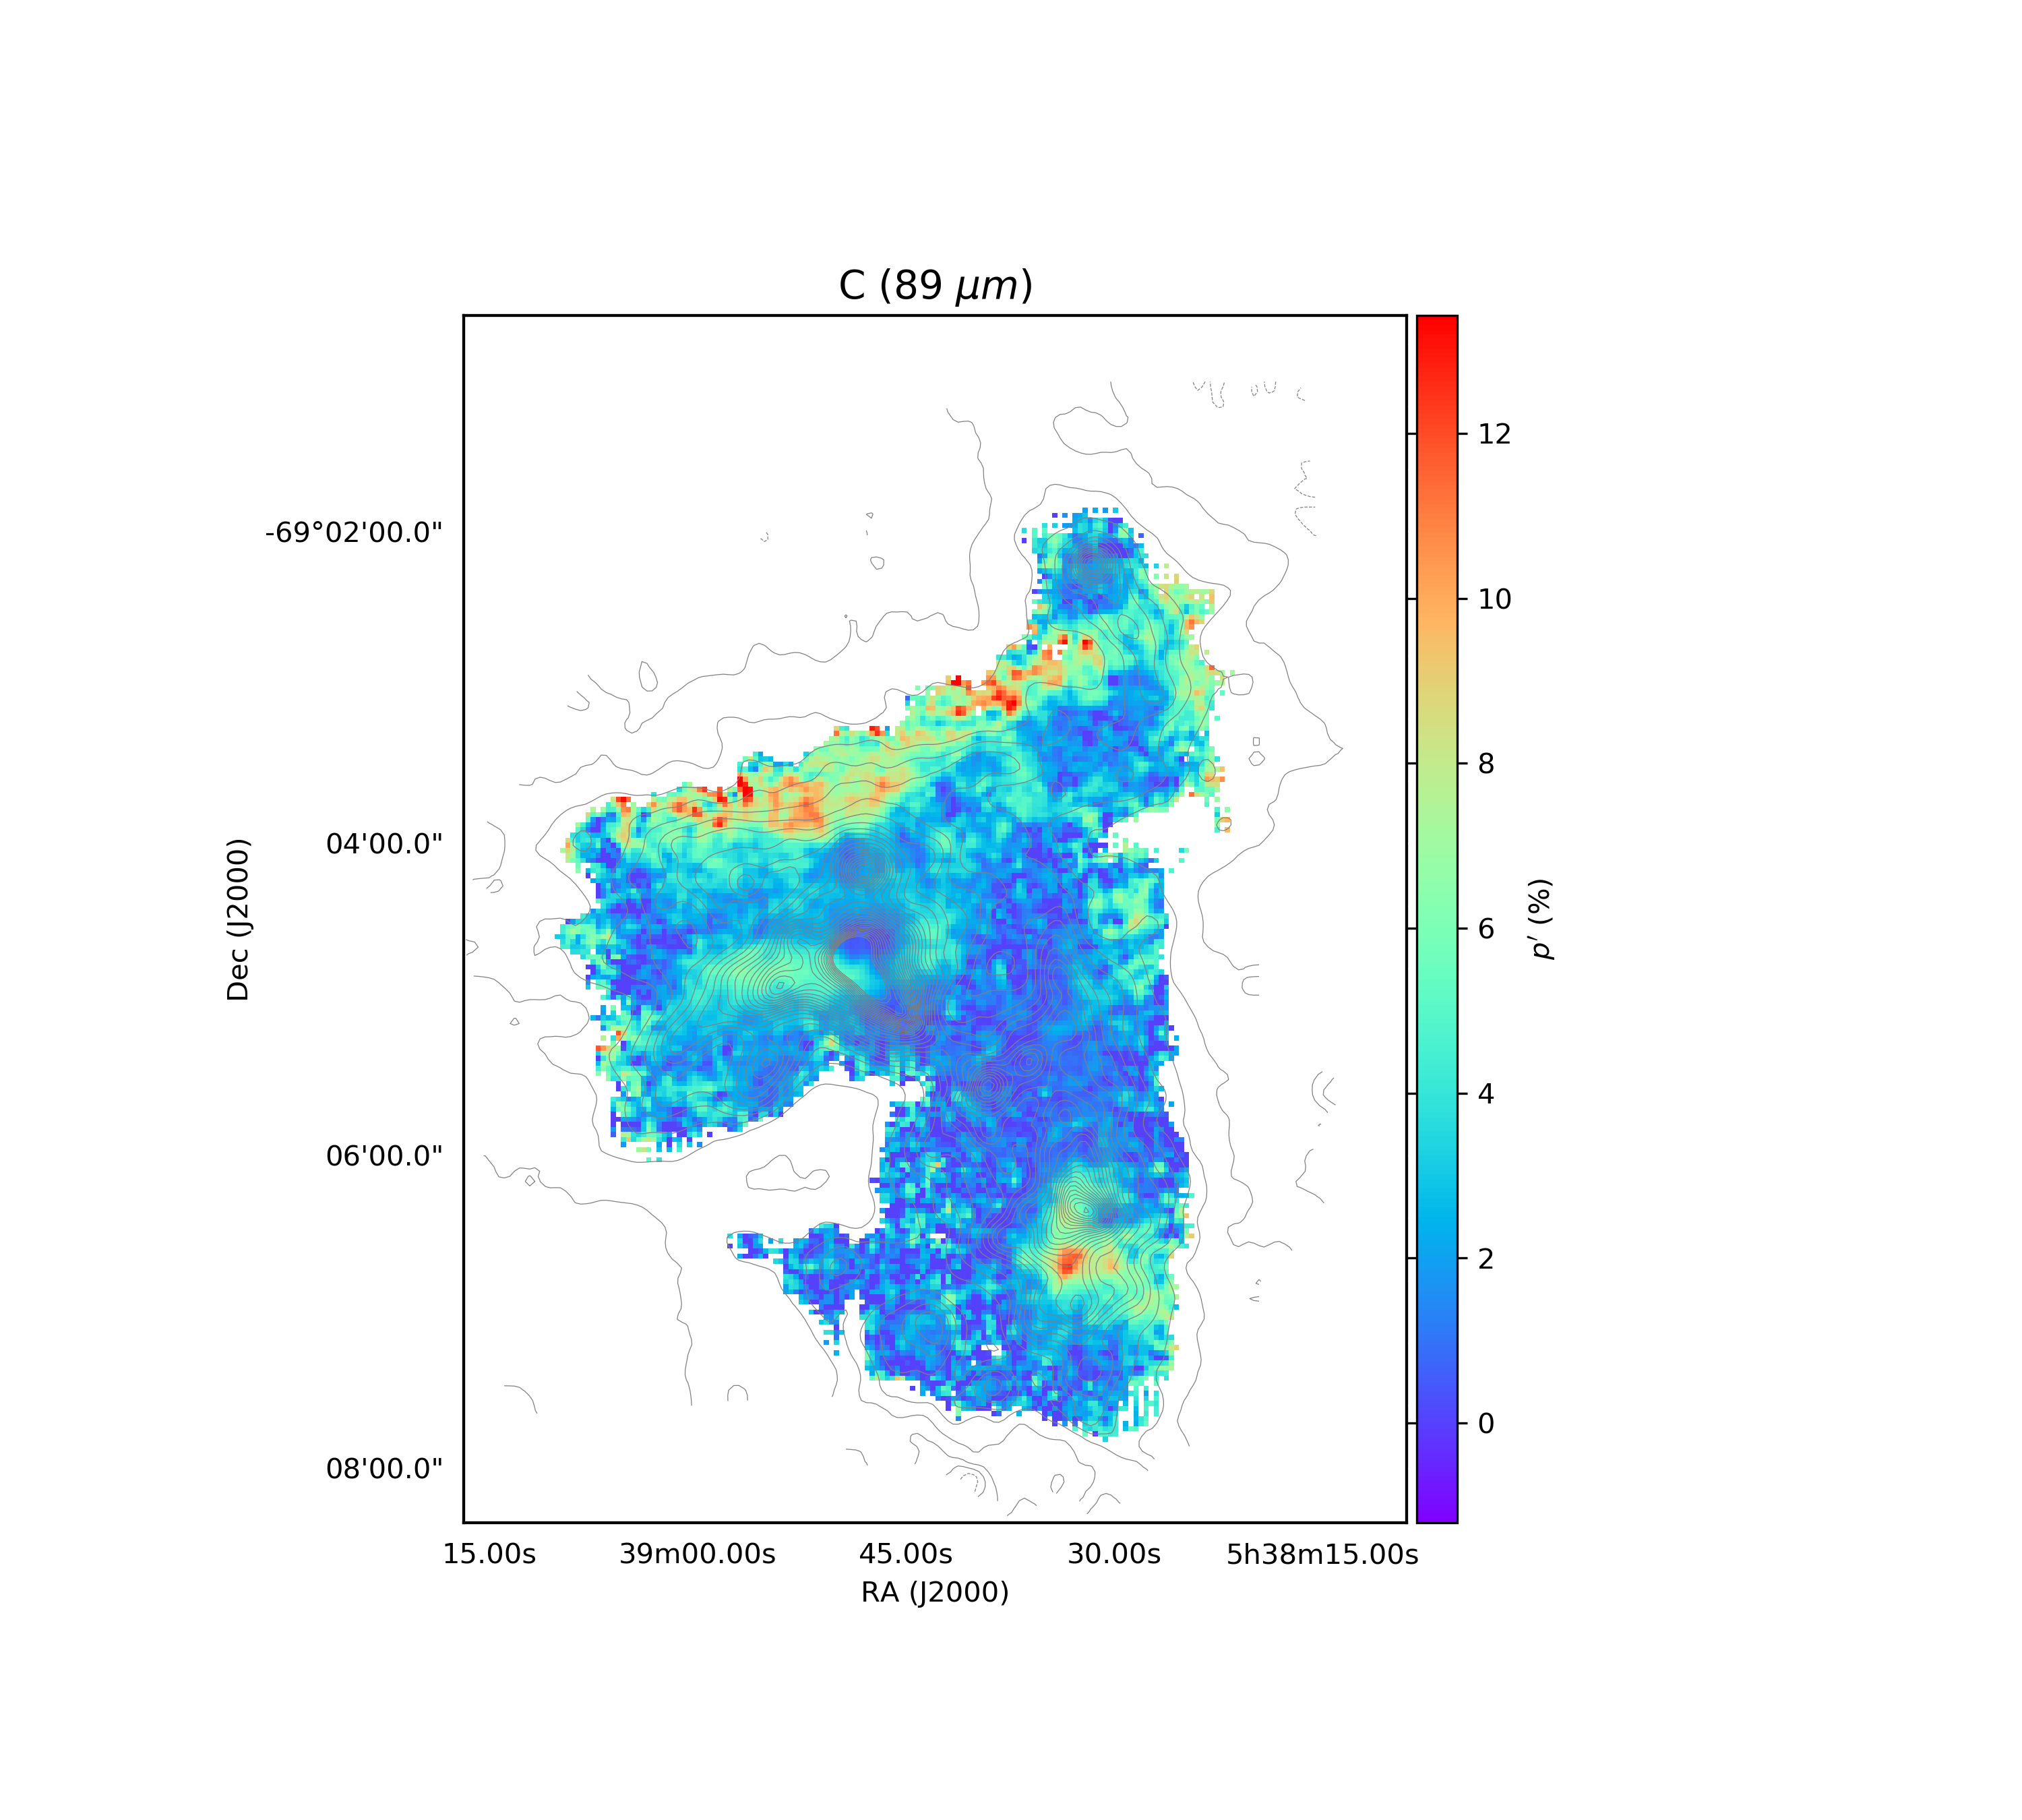 C (89 μm)
-69°02'00.0"
04'00.0"
06'00.0"
08'00.0"
Dec (J2000)
15.00s
39m00.00s
45.00s
30.00s
5h38m15.00s
RA (J2000)
12
10
8
6
4
2
0
p′ (%)